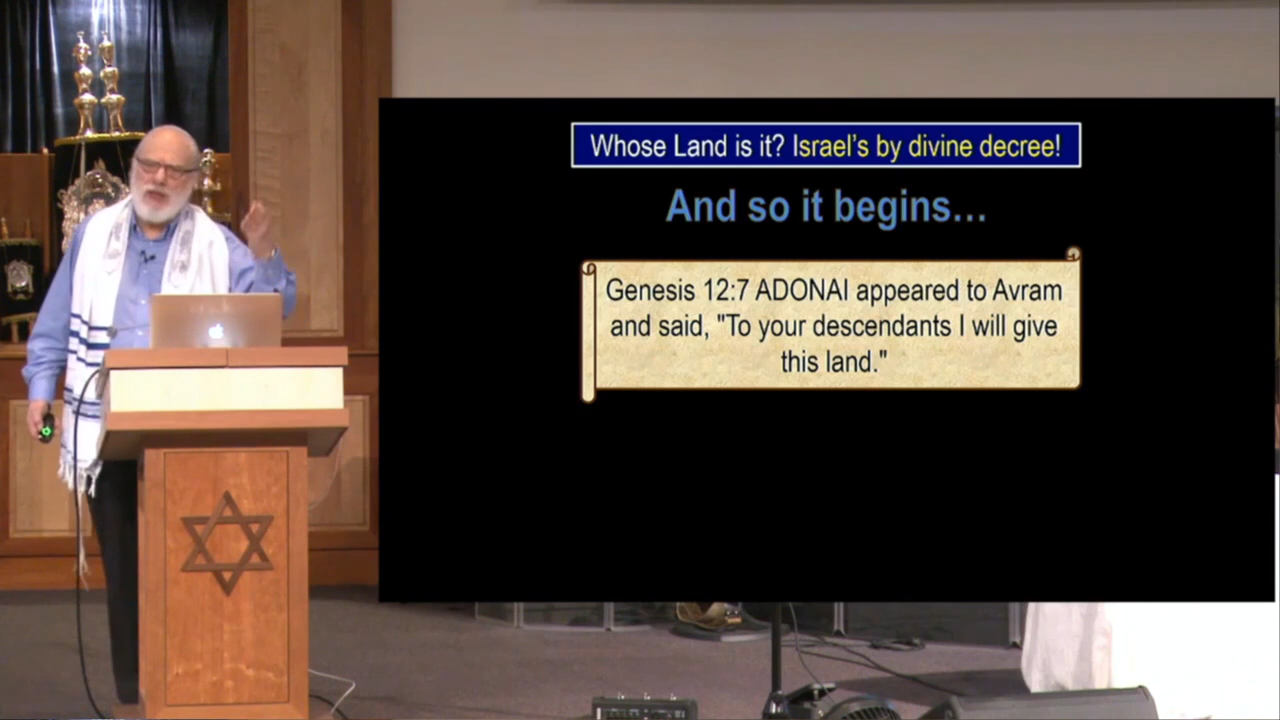 Whose Land is it? Israel's by divine decree!
And so it begins…
Genesis 12:7 ADONAI appeared to Avram
and said, "To your descendants I will give
this land."